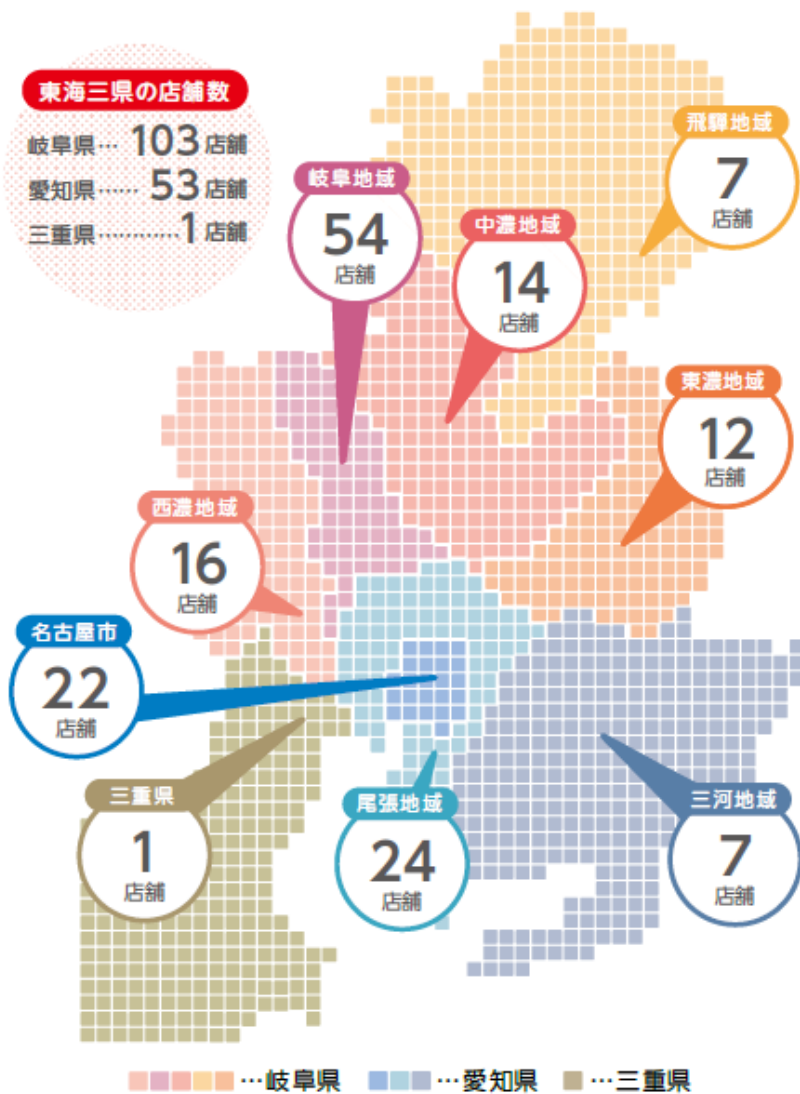 東海三県の店舗数
岐阜県… 103 店舗
愛知県…… 53 店舗
三重県…………1 店舗
飛騨地域
7
店舗
岐阜地域
54
店舗
中濃地域
14
店舗
東濃地域
12
店舗
西濃地域
16
店舗
名古屋市
22
店舗
三重県
1
店舗
尾張地域
24
店舗
三河地域
7
店舗
…岐阜県 …愛知県 …三重県